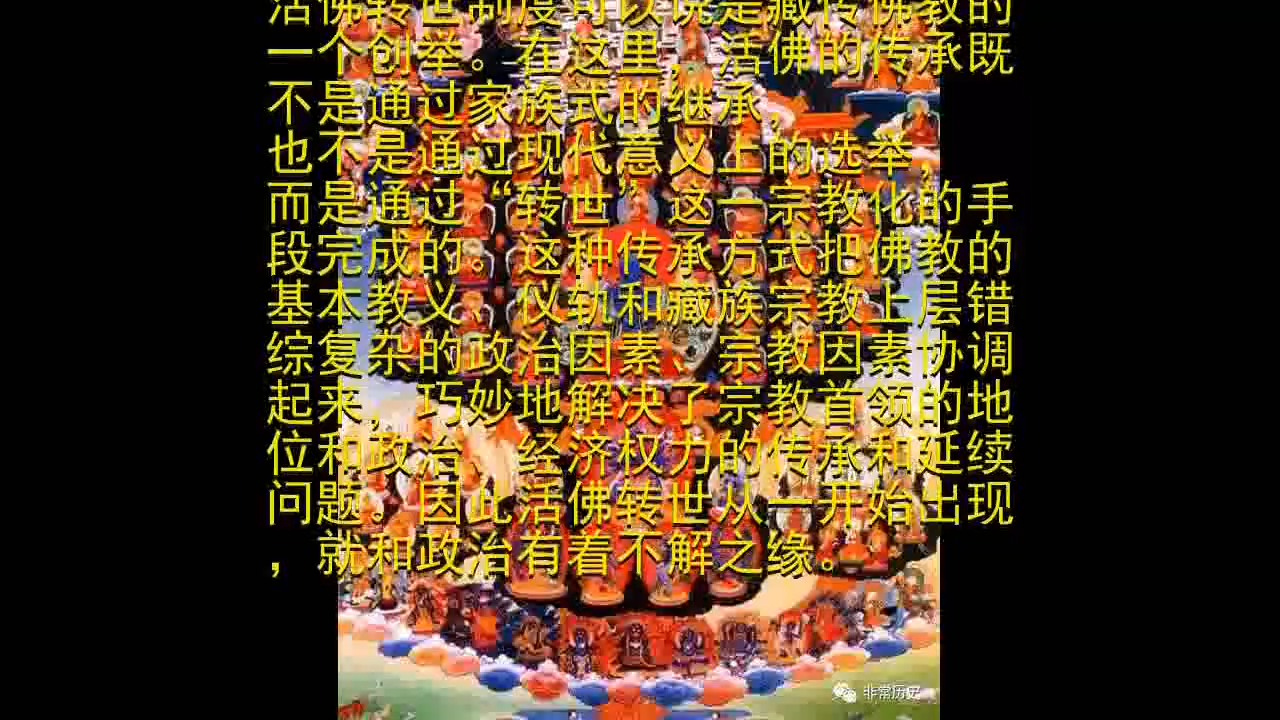 活佛转世制度可以说是藏传佛教的
一个创举。在这里，活佛的传承既
不是通过家族式的继承，
也不是通过现代意义上的选举，
而是通过“转世”这一宗教化的手
段完成的。这种传承方式把佛教的
基本教义、仪轨和藏族宗教上层错
综复杂的政治因素、宗教因素协调
起来，巧妙地解决了宗教首领的地
位和政治、经济权力的传承和延续
问题。因此活佛转世从一开始出现
，就和政治有着不解之缘。
非常历史